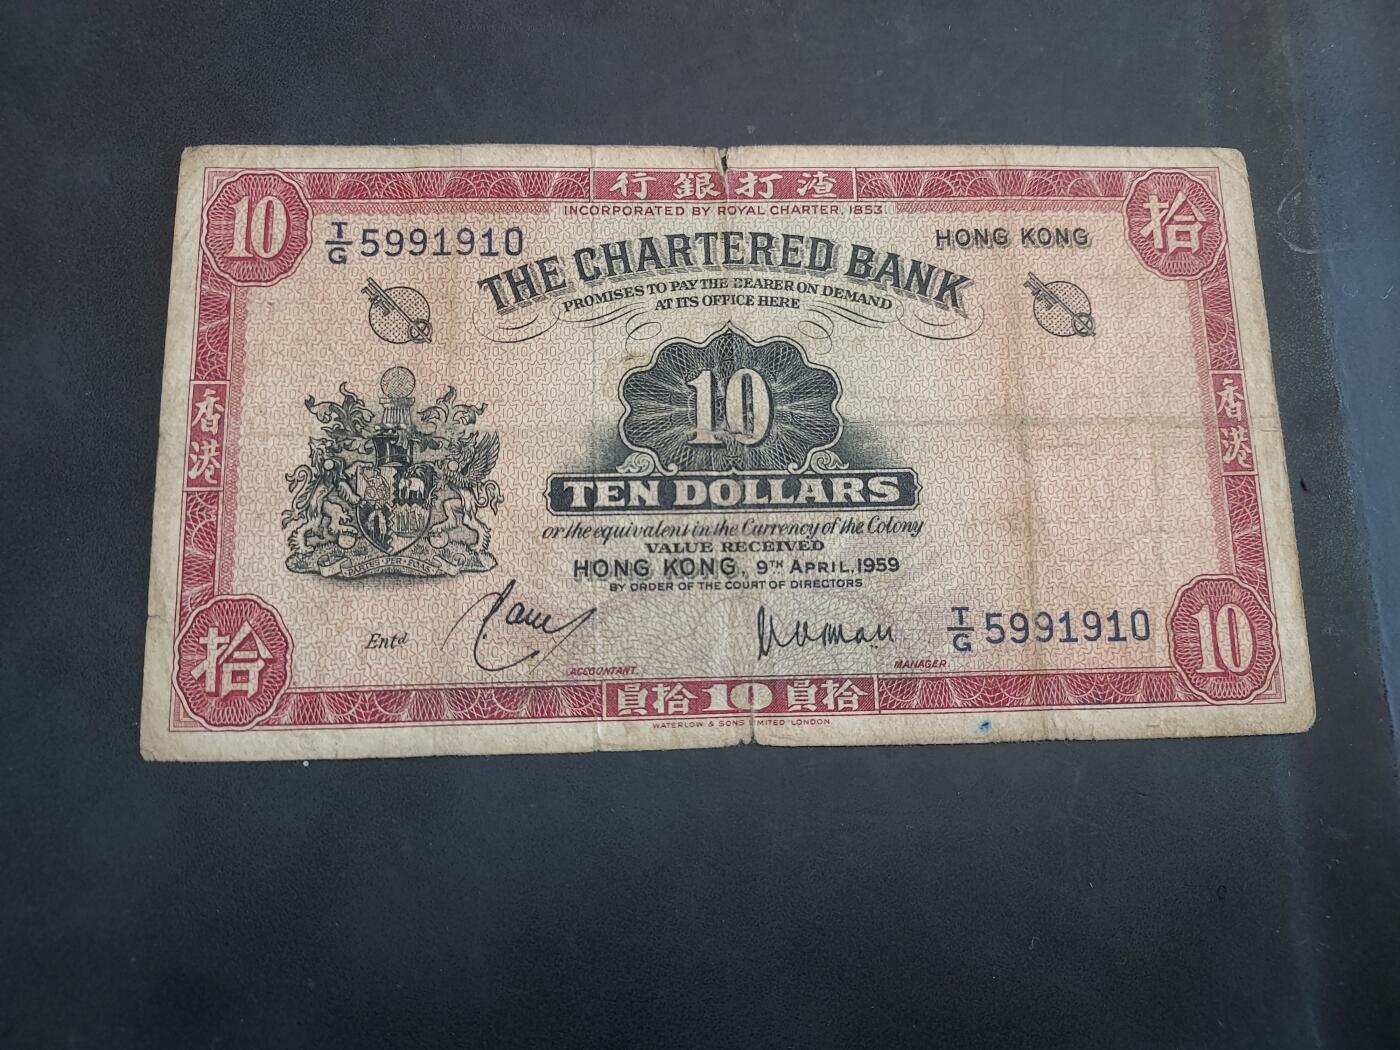 行銀打渣
INCORPORATED BY ROYAL CHARTER, 1853.
10
拾
T/G 5991910
HONG KONG
THE CHARTERED BANK
PROMISES TO PAY THE BEARER ON DEMAND
AT ITS OFFICE HERE
香港
香港
10
TEN DOLLARS
or the equivalent in the Currency of the Colony
VALUE RECEIVED
HONG KONG, 9TH APRIL, 1959
BY ORDER OF THE COURT OF DIRECTORS
Entd
T/G 5991910
ACCOUNTANT.
MANAGER.
拾
10
員拾10員拾
WATERLOW & SONS LIMITED LONDON.